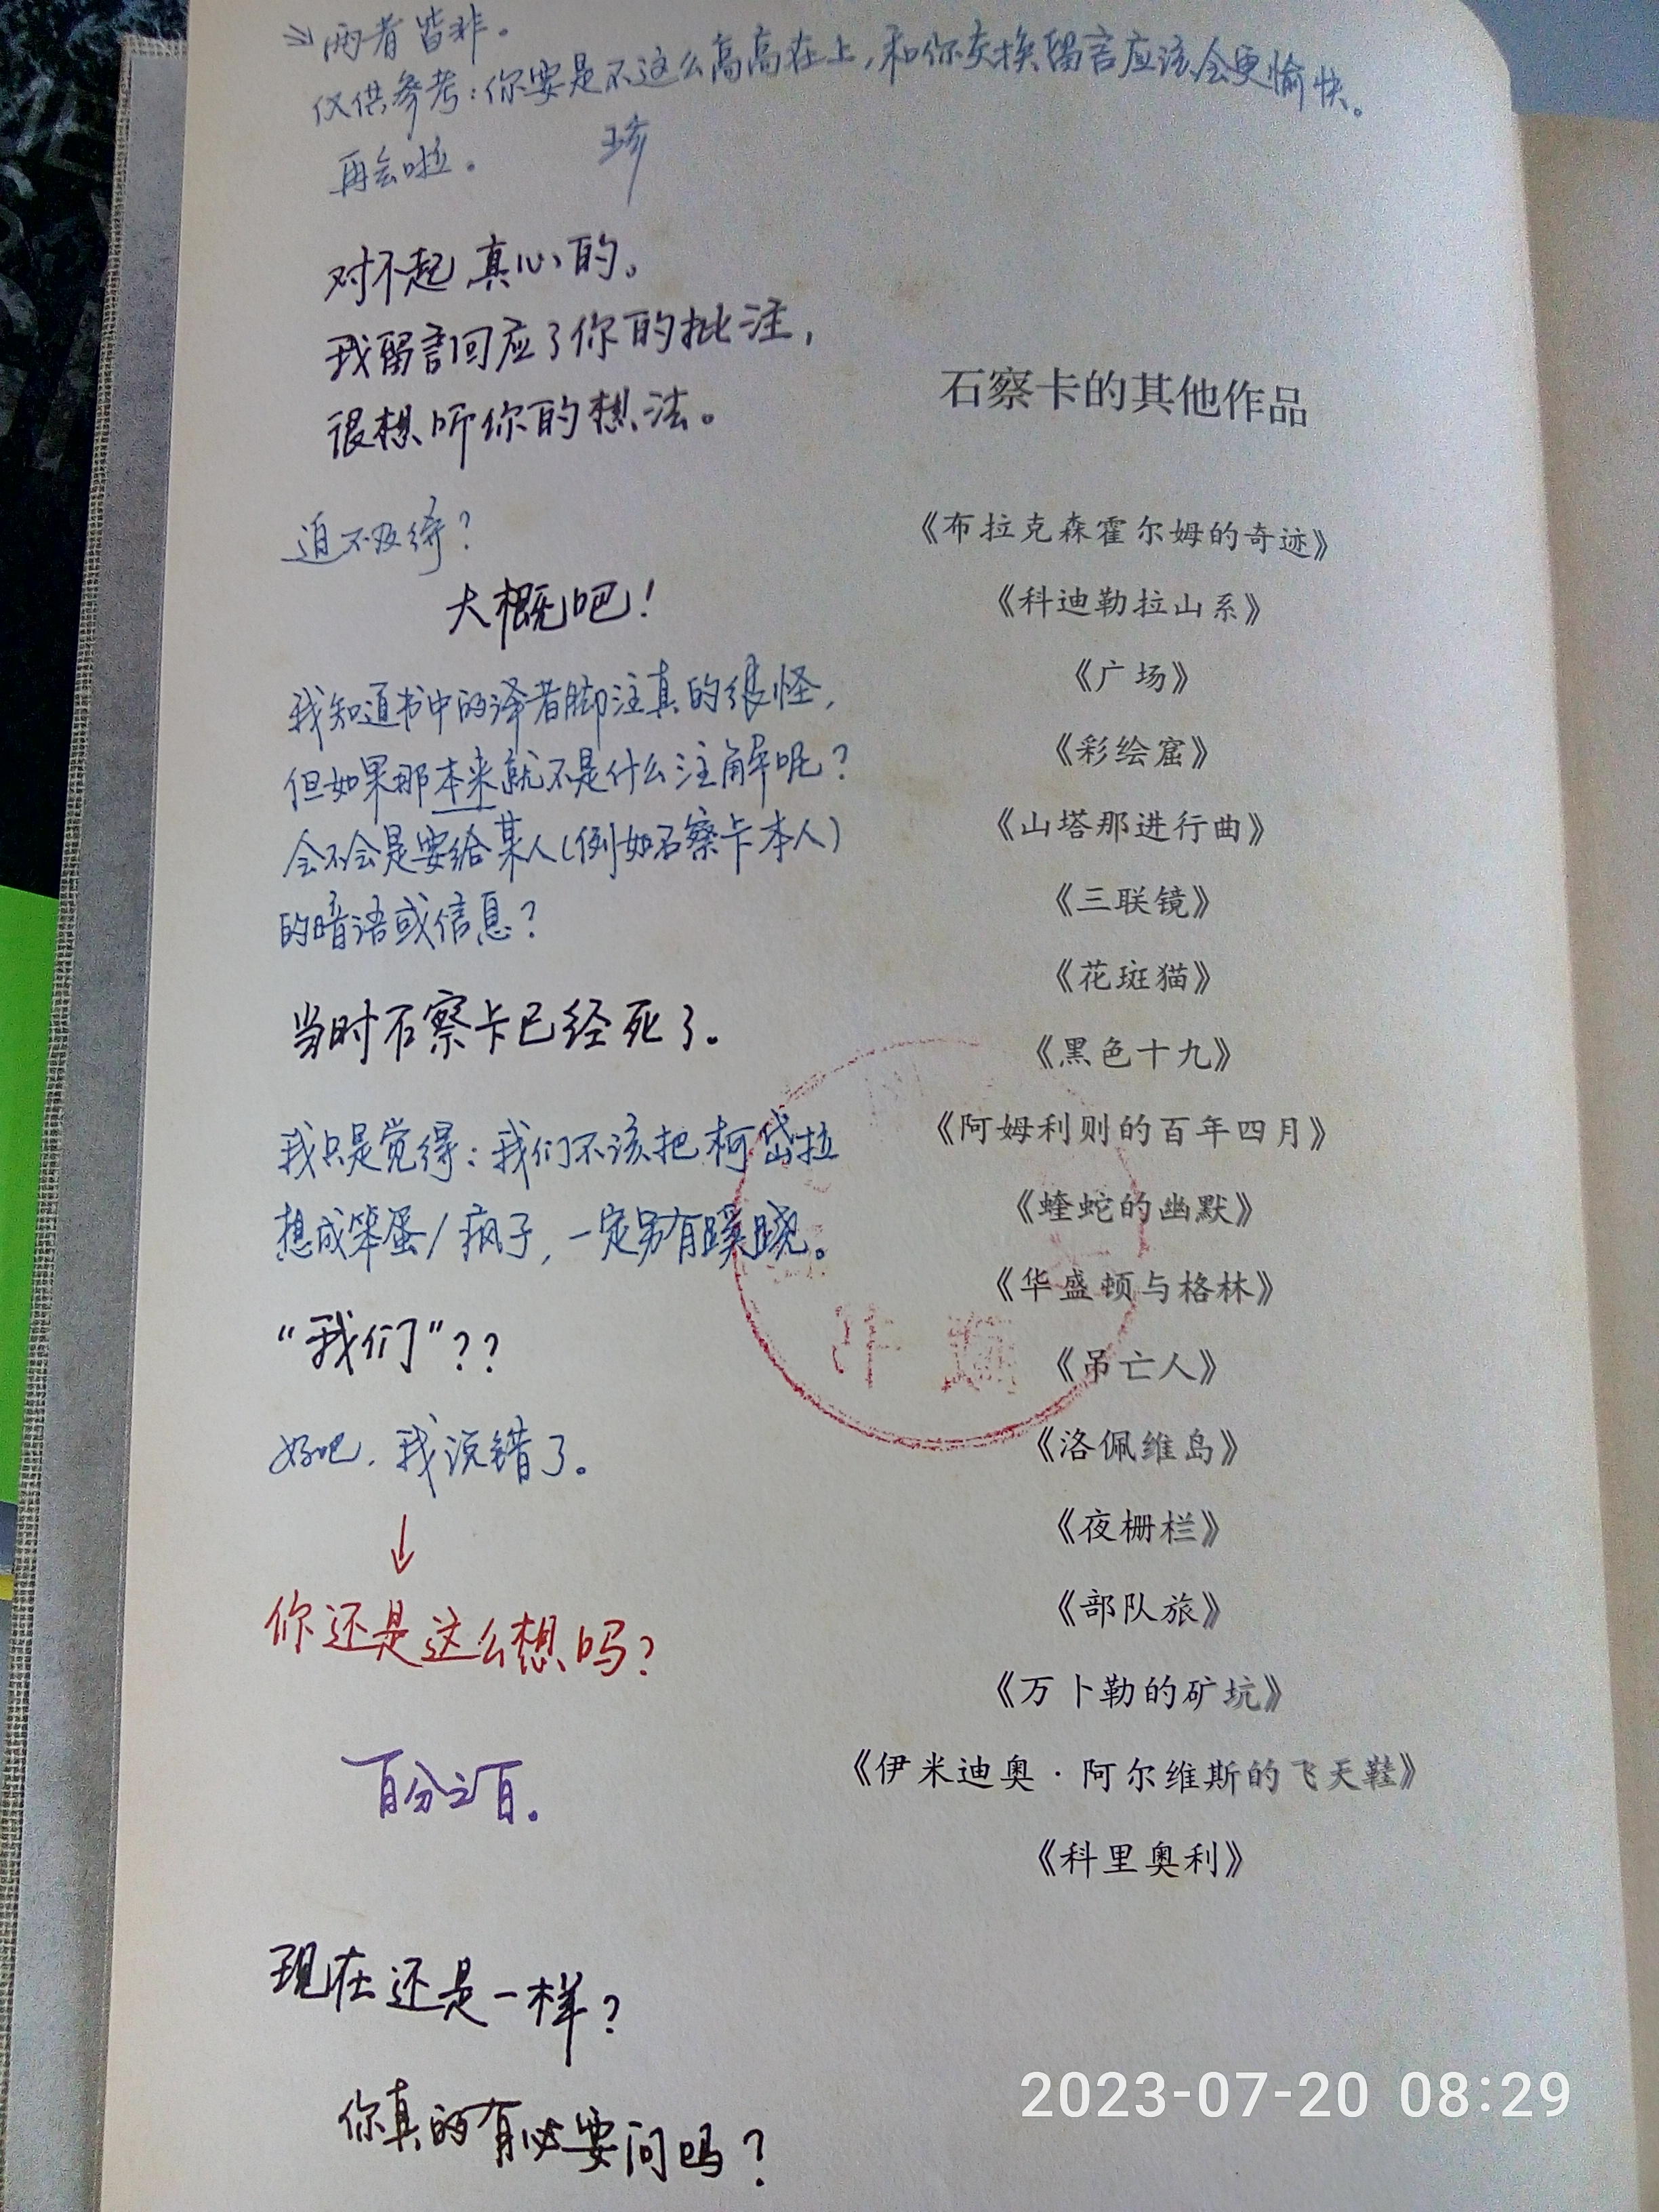 两者皆非。
仅供参考：你要是不这么高高在上，和你交换留言应该会更愉快。
再会啦。 珍
对不起，真心的。
我留言回应了你的批注，
很想听你的想法。
迫不及待？
大概吧！
我知道书中的译者脚注真的很怪，
但如果那本来就不是什么注解呢？
会不会是要给某人（例如石察卡本人）
的暗语或信息？
当时石察卡已经死了。
我只是觉得：我们不该把柯岱拉
想成笨蛋/疯子，一定另有蹊跷。
“我们”？？
好吧，我说错了。
你还是这么想吗？
百分之百。
现在还是一样？
你真的有必要问吗？
石察卡的其他作品
《布拉克森霍尔姆的奇迹》
《科迪勒拉山系》
《广场》
《彩绘窟》
《山塔那进行曲》
《三联镜》
《花斑猫》
《黑色十九》
《阿姆利则的百年四月》
《蝰蛇的幽默》
《华盛顿与格林》
《吊亡人》
《洛佩维岛》
《夜栅栏》
《部队旅》
《万卜勒的矿坑》
《伊米迪奥·阿尔维斯的飞天鞋》
《科里奥利》
2023-07-20 08:29